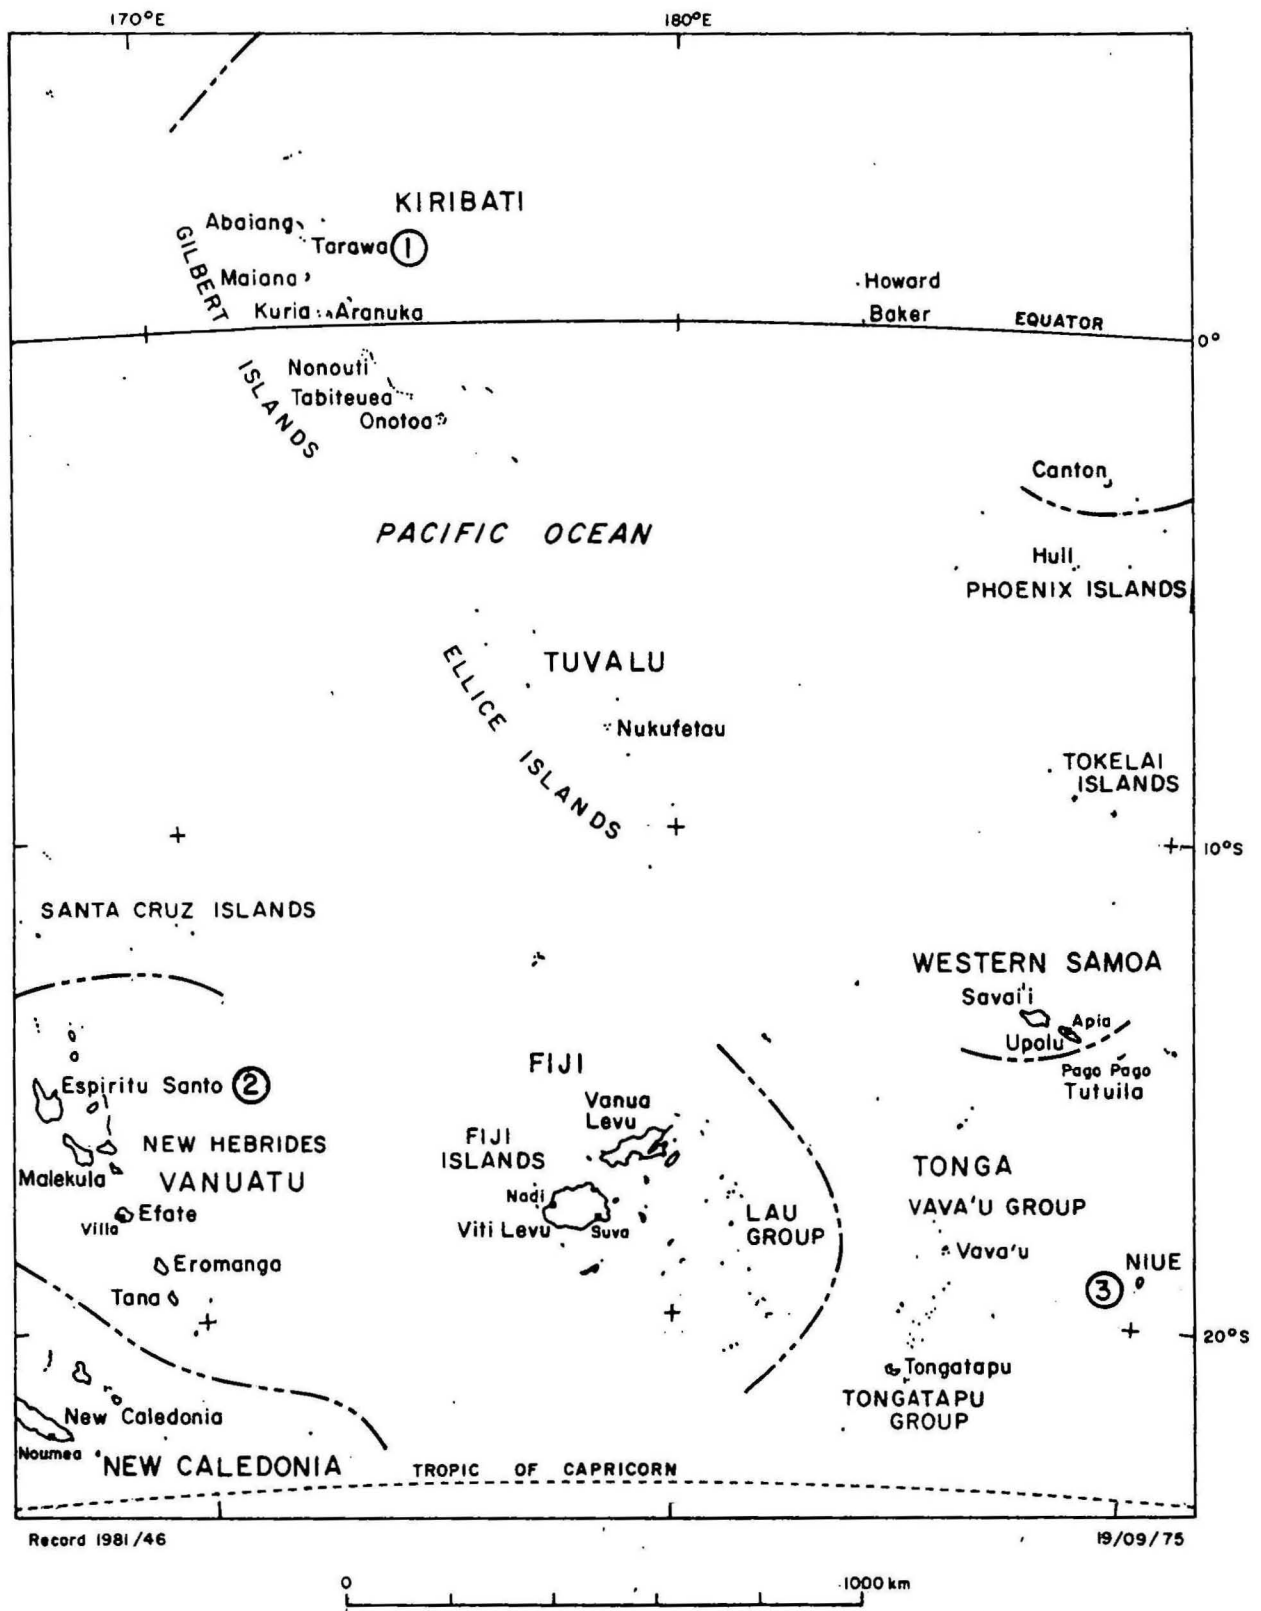 170°E
180°E
KIRIBATI
Abaiang
Tarawa 1
GILBERT
Maiana
Howard
Kuria Aranuka
Baker
EQUATOR
0°
Nonouti
ISLANDS
Tabiteuea
Onotoa
Canton
PACIFIC OCEAN
Hull
PHOENIX ISLANDS
TUVALU
ELLICE ISLANDS
Nukufetau
TOKELAI
ISLANDS
10°S
SANTA CRUZ ISLANDS
WESTERN SAMOA
Savai'i
Apia
Upolu
Pago Pago
Tutuila
FIJI
Espiritu Santo 2
Vanua
Levu
FIJI
ISLANDS
NEW HEBRIDES
Malekula
VANUATU
TONGA
Nadi
VAVA'U GROUP
Efate
Villa
Viti Levu
Suva
LAU
GROUP
Vava'u
Eromanga
NIUE
3
Tana
20°S
Tongatapu
TONGATAPU
GROUP
New Caledonia
Noumea
NEW CALEDONIA
TROPIC OF CAPRICORN
Record 1981/46
19/09/75
0
1000 km